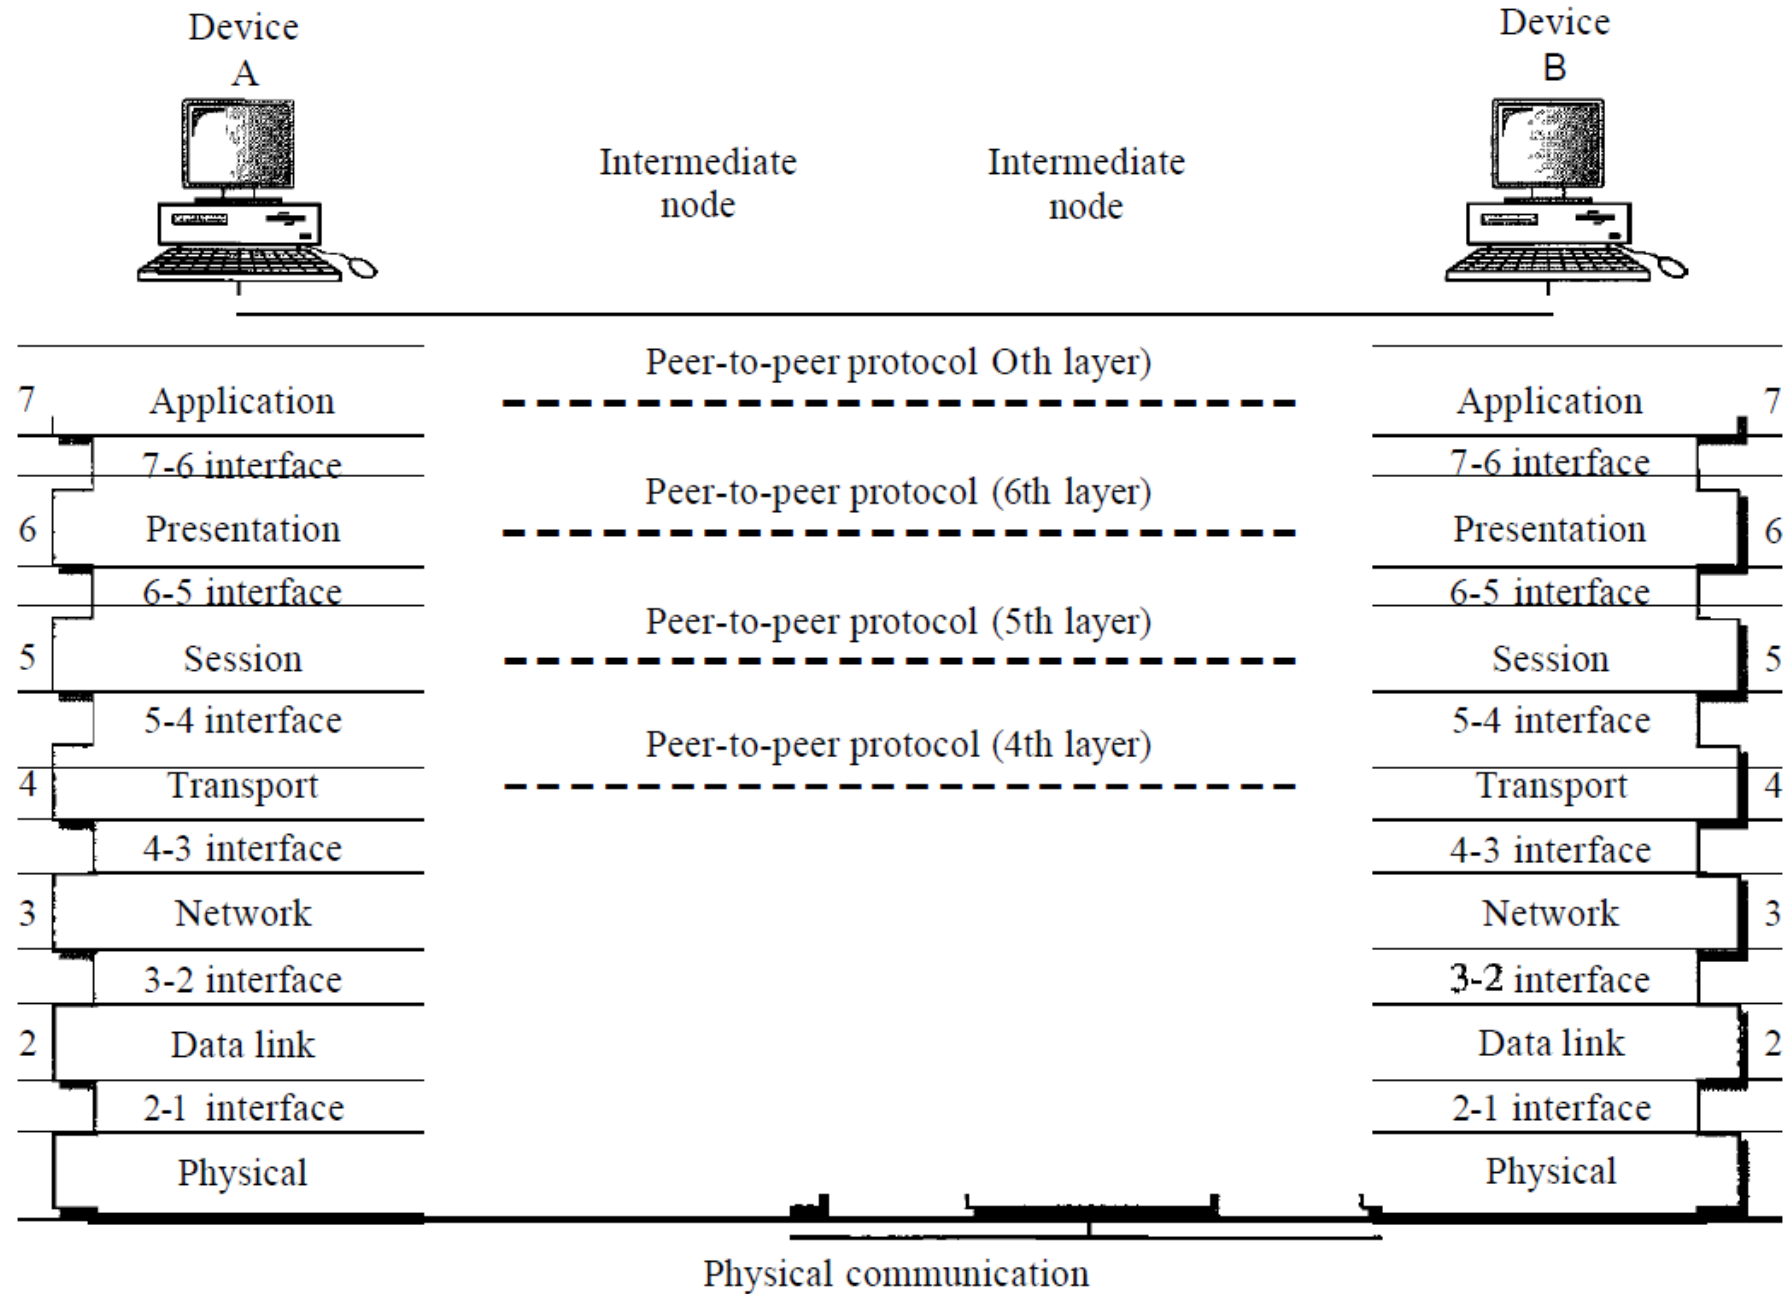 Device
A
Device
B
Intermediate
node
Intermediate
node
Peer-to-peer protocol Oth layer)
7 Application
Application 7
7-6 interface
7-6 interface
Peer-to-peer protocol (6th layer)
6 Presentation
Presentation 6
6-5 interface
6-5 interface
Peer-to-peer protocol (5th layer)
5 Session
Session 5
5-4 interface
5-4 interface
Peer-to-peer protocol (4th layer)
4 Transport
Transport 4
4-3 interface
4-3 interface
3 Network
Network 3
3-2 interface
3-2 interface
2 Data link
Data link 2
2-1 interface
2-1 interface
Physical
Physical
Physical communication